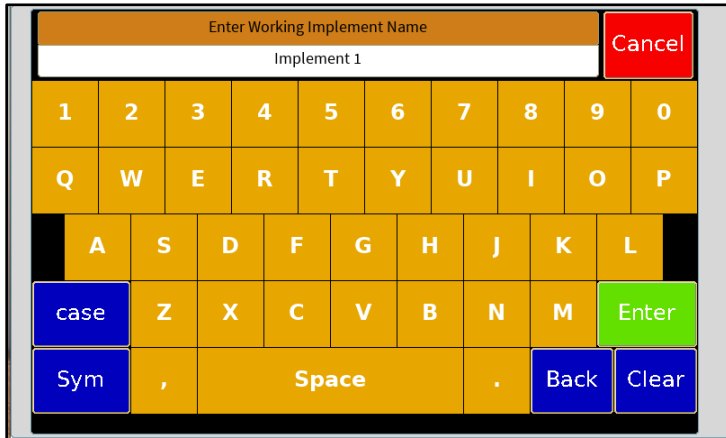 Enter Working Implement Name
Cancel
Implement 1
1 2 3 4 5 6 7 8 9 0
Q W E R T Y U I O P
A S D F G H J K L
case Z X C V B N M Enter
Sym , Space . Back Clear